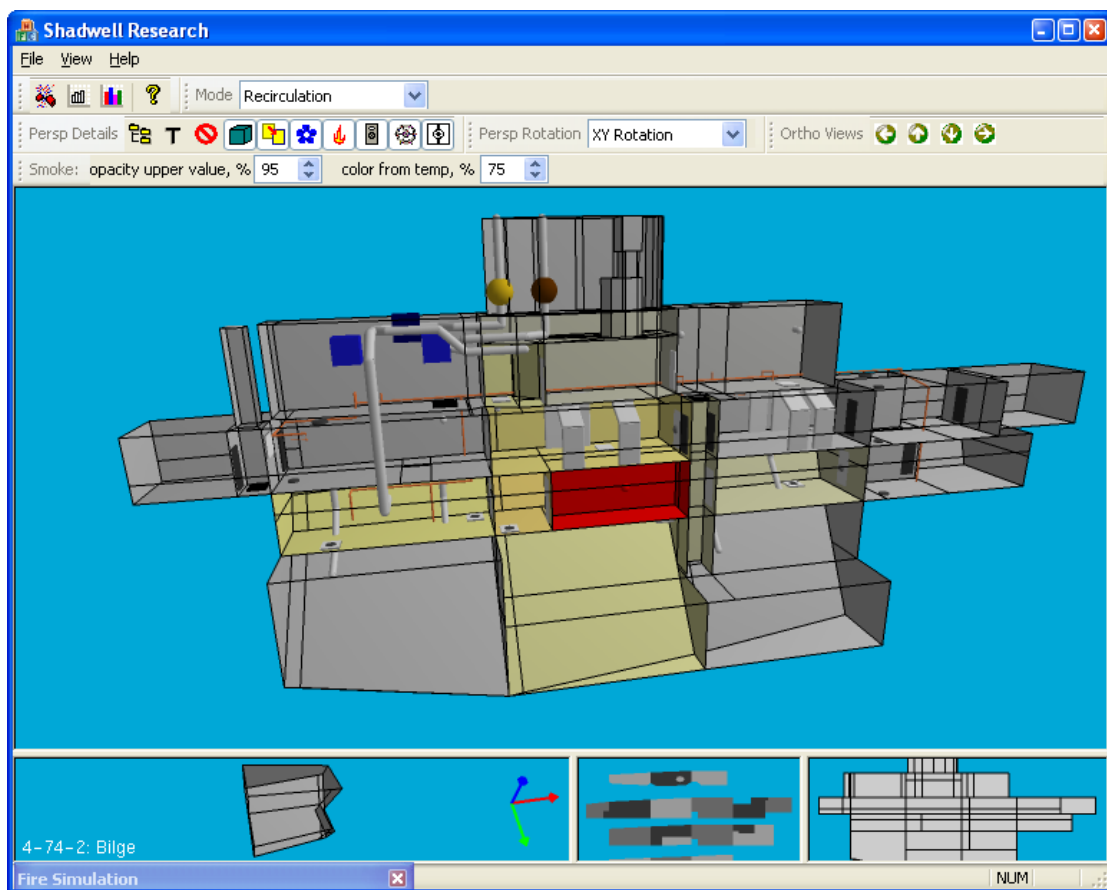 Shadwell Research
File View Help
Mode Recirculation
Persp Details T Persp Rotation XY Rotation Ortho Views
Smoke: opacity upper value, % 95 color from temp, % 75
4-74-2: Bilge
Fire Simulation
NUM